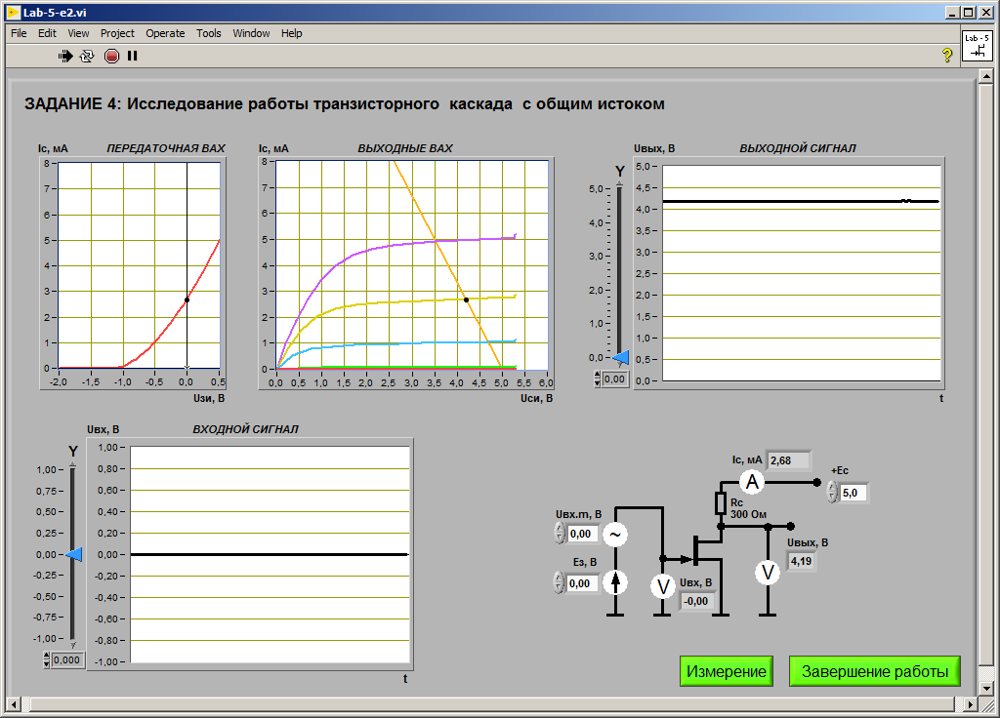 Lab-5-e2.vi
File Edit View Project Operate Tools Window Help
Lab - 5
ЗАДАНИЕ 4: Исследование работы транзисторного каскада с общим истоком
Iс, мА ПЕРЕДАТОЧНАЯ ВАХ
8
7
6
5
4
3
2
1
0
-2,0 -1,5 -1,0 -0,5 0,0 0,5
Uзи, В
Iс, мА ВЫХОДНЫЕ ВАХ
8
7
6
5
4
3
2
1
0
0,0 0,5 1,0 1,5 2,0 2,5 3,0 3,5 4,0 4,5 5,0 5,5 6,0
Uси, В
Y
5,0
4,0
3,0
2,0
1,0
0,0
0,00
Uвых, В ВЫХОДНОЙ СИГНАЛ
5,0
4,5
4,0
3,5
3,0
2,5
2,0
1,5
1,0
0,5
0,0
t
Y
1,00
0,75
0,50
0,25
0,00
-0,25
-0,50
-0,75
-1,00
0,000
Uвх, В ВХОДНОЙ СИГНАЛ
1,00
0,80
0,60
0,40
0,20
0,00
-0,20
-0,40
-0,60
-0,80
-1,00
t
Iс, мА 2,68
A
+Eс
5,0
Rс
300 Ом
Uвх.m, В
0,00
~
Eз, В
0,00
V
Uвх, В
-0,00
V
Uвых, В
4,19
Измерение
Завершение работы